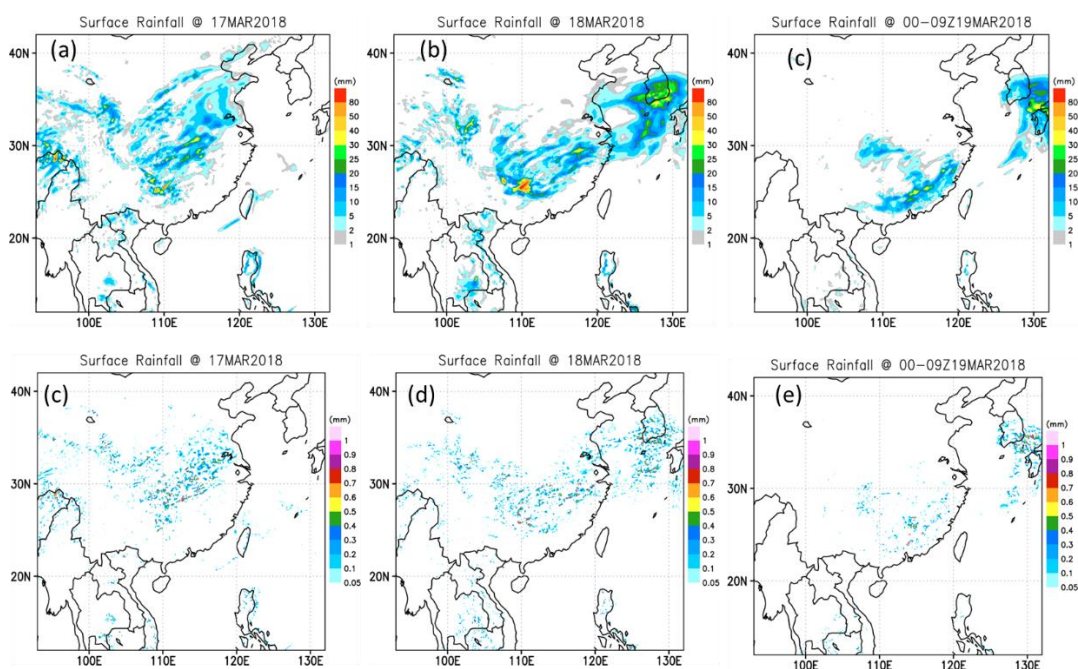 Surface Rainfall @ 17MAR2018
Surface Rainfall @ 18MAR2018
Surface Rainfall @ 00-09Z19MAR2018
(a)
(b)
(c)
40N
30N
20N
100E
110E
120E
130E
(mm)
80
50
40
30
25
20
15
10
5
2
1
40N
30N
20N
100E
110E
120E
130E
(mm)
80
50
40
30
25
20
15
10
5
2
1
40N
30N
20N
100E
110E
120E
130E
(mm)
80
50
40
30
25
20
15
10
5
2
1
Surface Rainfall @ 17MAR2018
Surface Rainfall @ 18MAR2018
Surface Rainfall @ 00-09Z19MAR2018
(c)
(d)
(e)
40N
30N
20N
100E
110E
120E
130E
(mm)
1
0.9
0.8
0.7
0.6
0.5
0.4
0.3
0.2
0.1
0.05
40N
30N
20N
100E
110E
120E
130E
(mm)
1
0.9
0.8
0.7
0.6
0.5
0.4
0.3
0.2
0.1
0.05
40N
30N
20N
100E
110E
120E
130E
(mm)
1
0.9
0.8
0.7
0.6
0.5
0.4
0.3
0.2
0.1
0.05